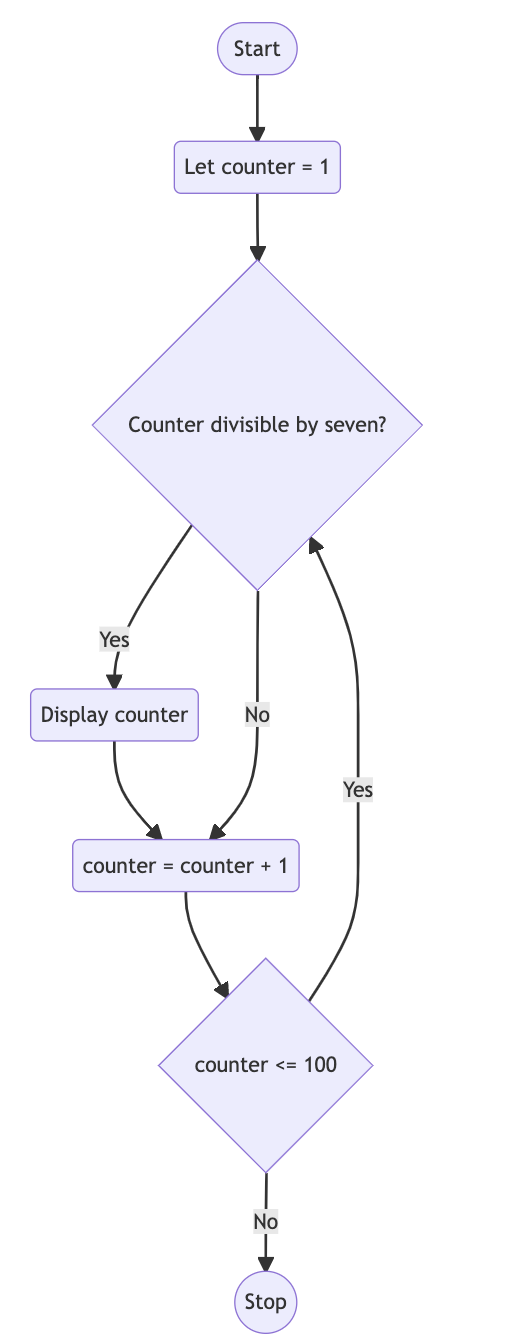 Start
Let counter = 1
Counter divisible by seven?
Yes
Display counter
No
Yes
counter = counter + 1
counter <= 100
No
Stop